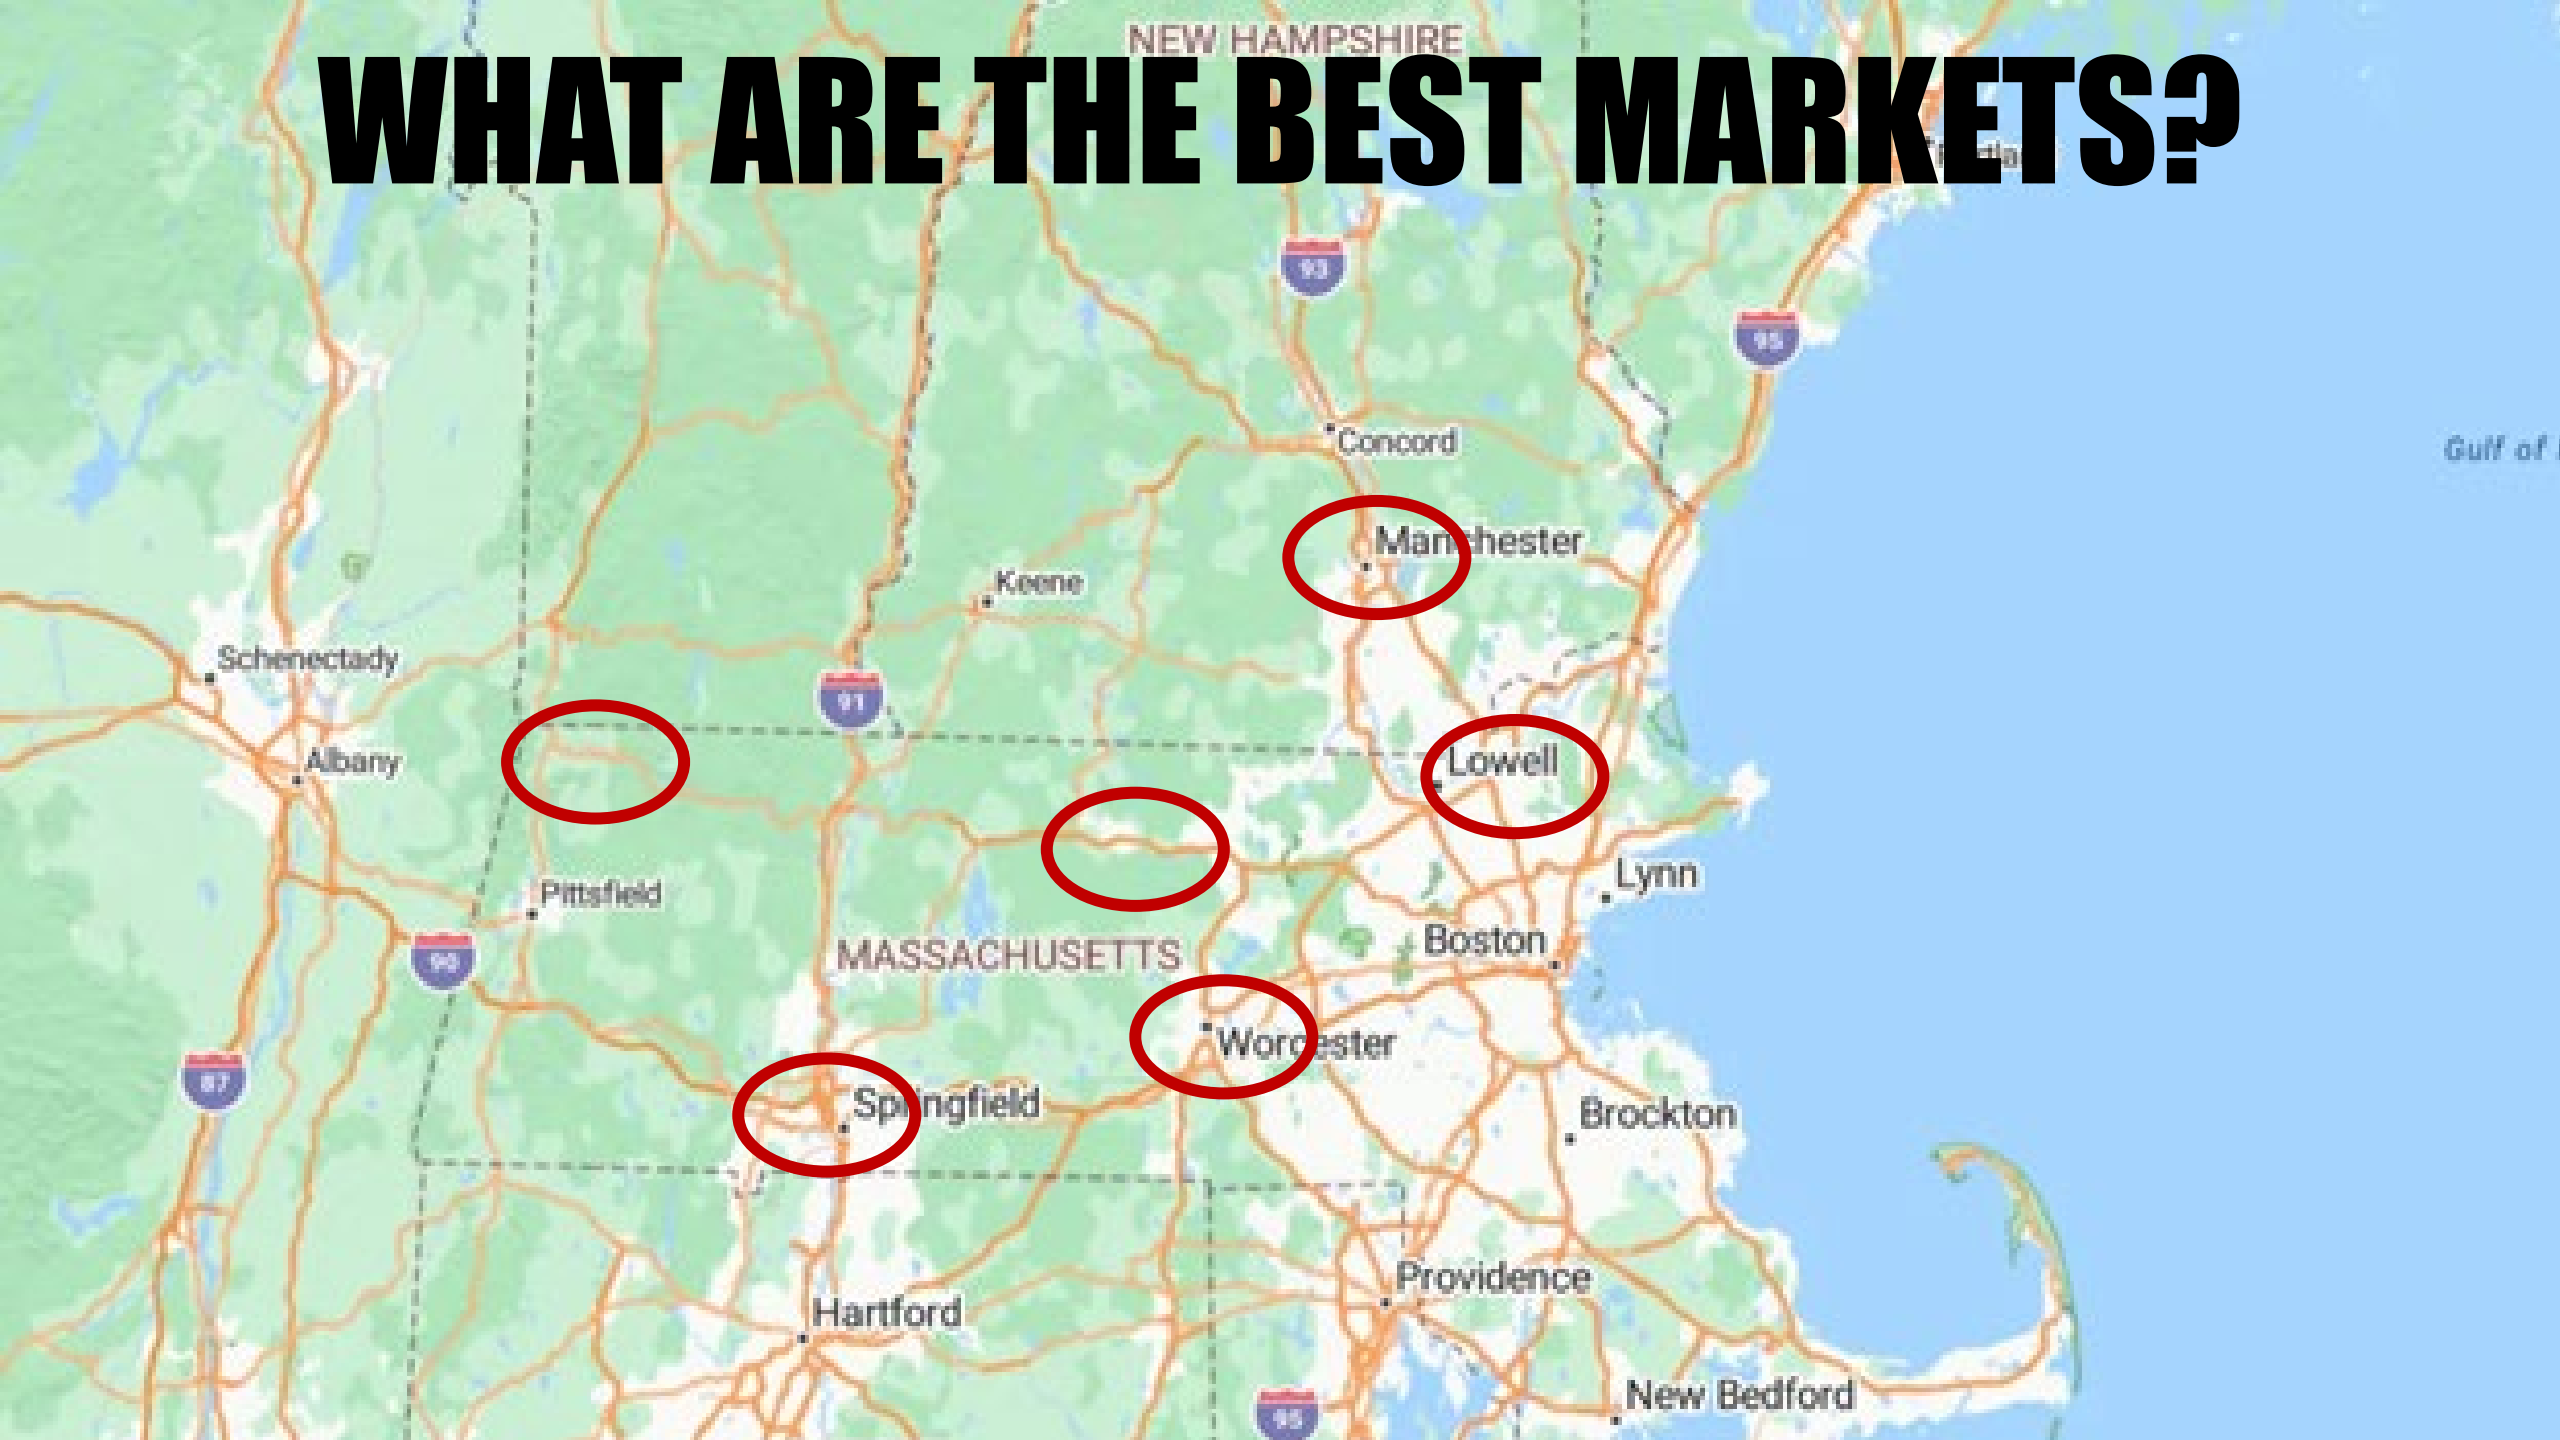 NEW HAMPSHIRE
WHAT ARE THE BEST MARKETS?
93
95
Concord
Gulf of
Manchester
Keene
Schenectady
91
Albany
Lowell
Lynn
Pittsfield
90
MASSACHUSETTS
Boston
Worcester
87
Springfield
Brockton
Providence
Hartford
New Bedford
95